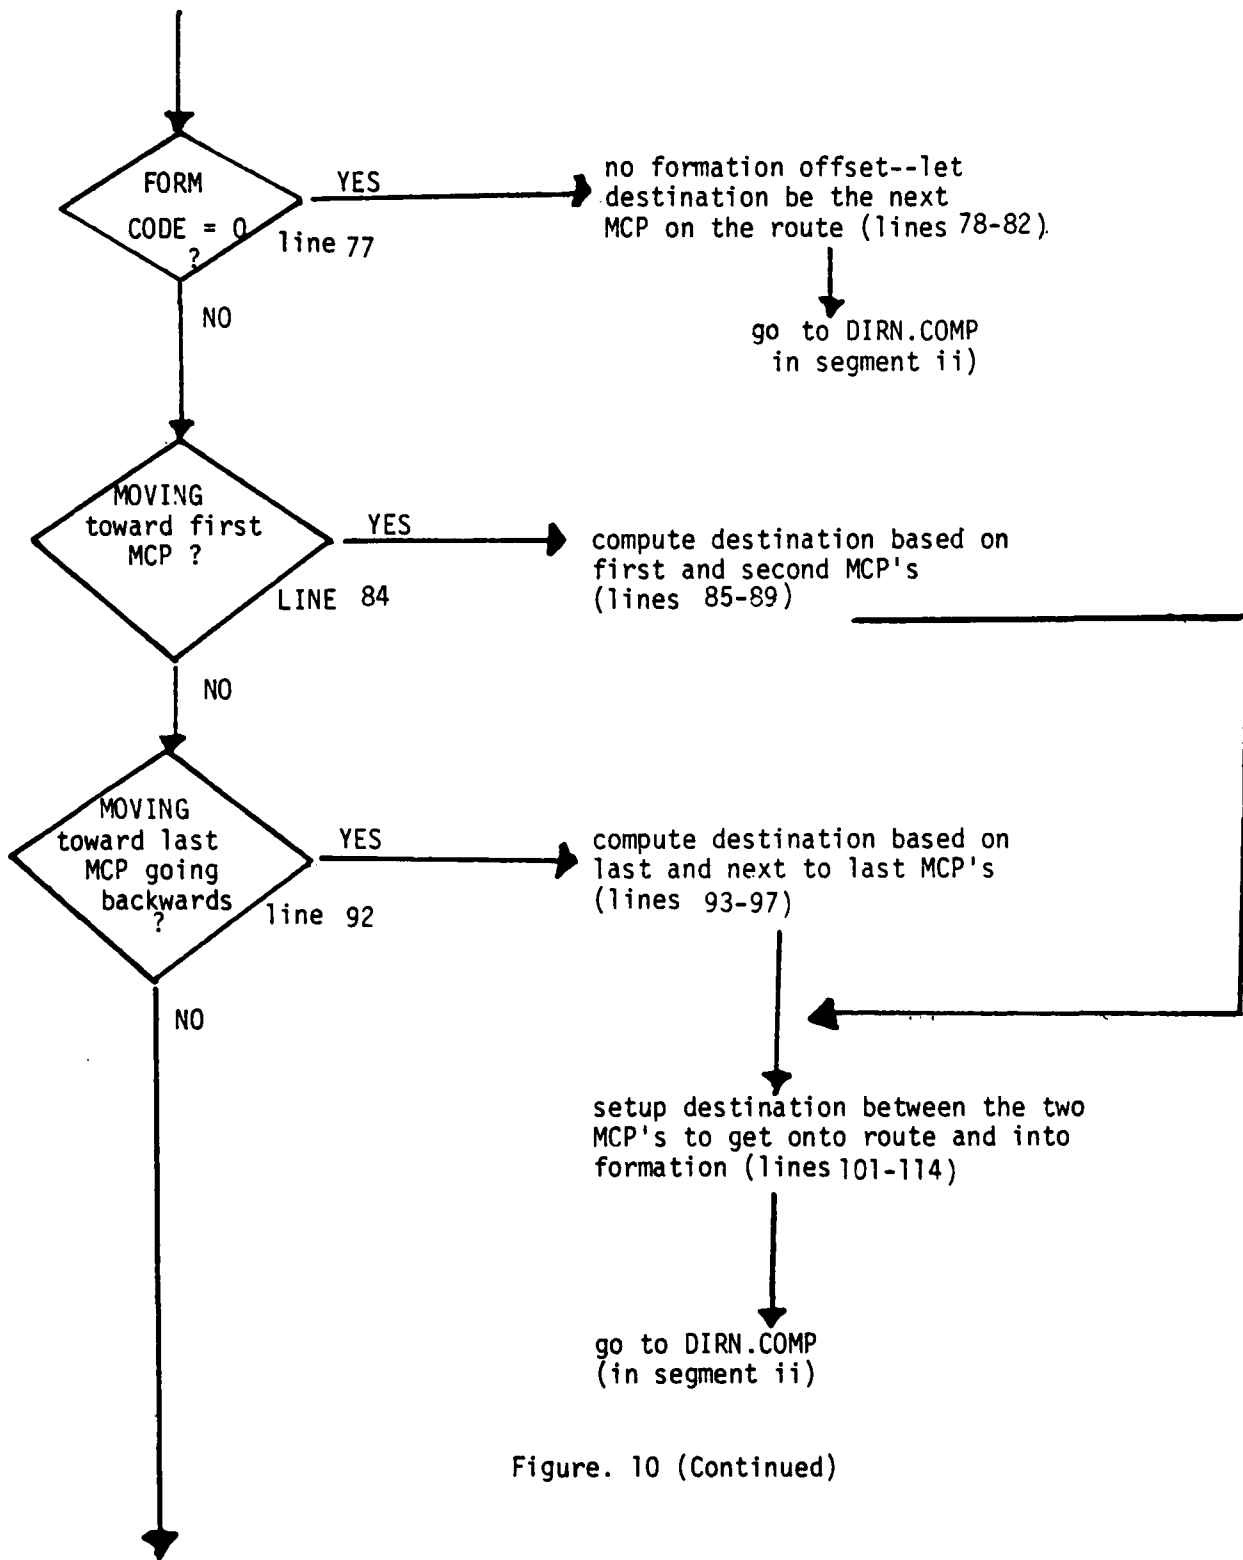 FORM
CODE = 0
?
line 77
YES
no formation offset--let
destination be the next
MCP on the route (lines 78-82).
go to DIRN.COMP
in segment ii)
NO
MOVING
toward first
MCP ?
LINE 84
YES
compute destination based on
first and second MCP's
(lines 85-89)
NO
MOVING
toward last
MCP going
backwards
?
line 92
YES
compute destination based on
last and next to last MCP's
(lines 93-97)
NO
setup destination between the two
MCP's to get onto route and into
formation (lines 101-114)
go to DIRN.COMP
(in segment ii)
Figure. 10 (Continued)